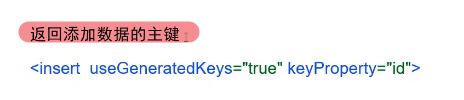 返回添加数据的主键
<insert  useGeneratedKeys="true" keyProperty="id">